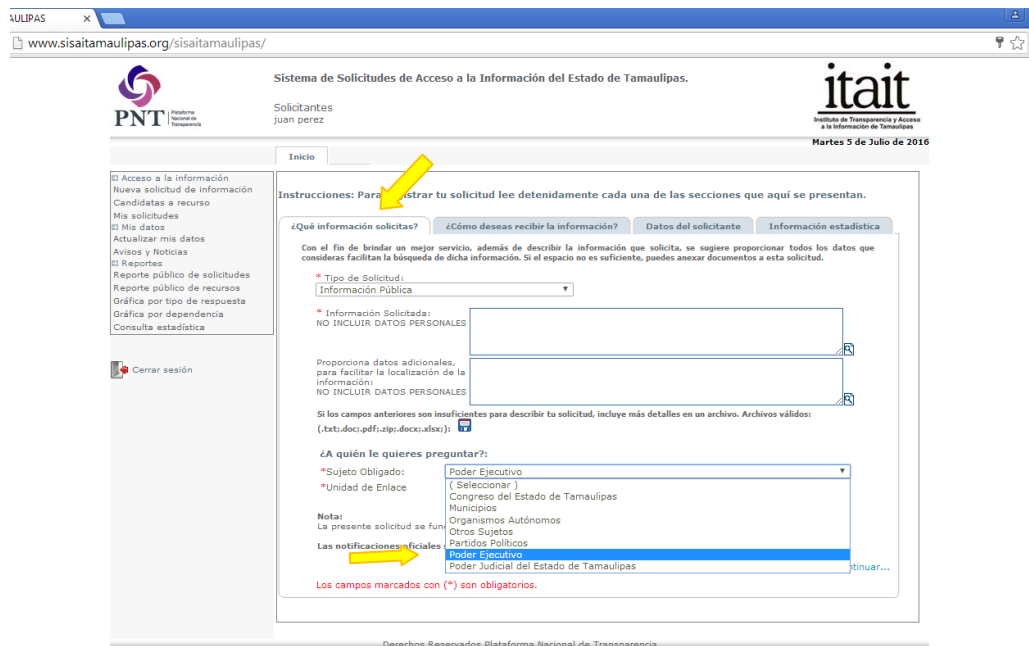 AULIPAS
www.sisaitamaulipas.org/sisaitamaulipas/
PNT
Plataforma
Nacional de
Transparencia
Sistema de Solicitudes de Acceso a la Información del Estado de Tamaulipas.
Solicitantes
juan perez
itait
Instituto de Transparencia y Acceso
a la Información de Tamaulipas
Martes 5 de Julio de 2016
Inicio
Acceso a la información
Nueva solicitud de información
Candidatas a recurso
Mis solicitudes
Mis datos
Actualizar mis datos
Avisos y Noticias
Reportes
Reporte público de solicitudes
Reporte público de recursos
Gráfica por tipo de respuesta
Gráfica por dependencia
Consulta estadística
Cerrar sesión
Instrucciones: Para strar tu solicitud lee detenidamente cada una de las secciones que aquí se presentan.
¿Qué información solicitas? ¿Cómo deseas recibir la información? Datos del solicitante Información estadística
Con el fin de brindar un mejor servicio, además de describir la información que solicita, se sugiere proporcionar todos los datos que
consideras facilitan la búsqueda de dicha información. Si el espacio no es suficiente, puedes anexar documentos a esta solicitud.
* Tipo de Solicitud:
Información Pública
* Información Solicitada:
NO INCLUIR DATOS PERSONALES
Proporciona datos adicionales,
para facilitar la localización de la
información:
NO INCLUIR DATOS PERSONALES
Si los campos anteriores son insuficientes para describir tu solicitud, incluye más detalles en un archivo. Archivos válidos:
(.txt;.doc;.pdf;.zip;.docx;.xlsx;):
¿A quién le quieres preguntar?:
*Sujeto Obligado: Poder Ejecutivo
*Unidad de Enlace
( Seleccionar )
Congreso del Estado de Tamaulipas
Municipios
Organismos Autónomos
Otros Sujetos
Partidos Políticos
Poder Ejecutivo
Poder Judicial del Estado de Tamaulipas
Nota:
La presente solicitud se fun
Las notificaciones oficiales s
tinuar...
Los campos marcados con (*) son obligatorios.
Derechos Reservados Plataforma Nacional de Transparencia